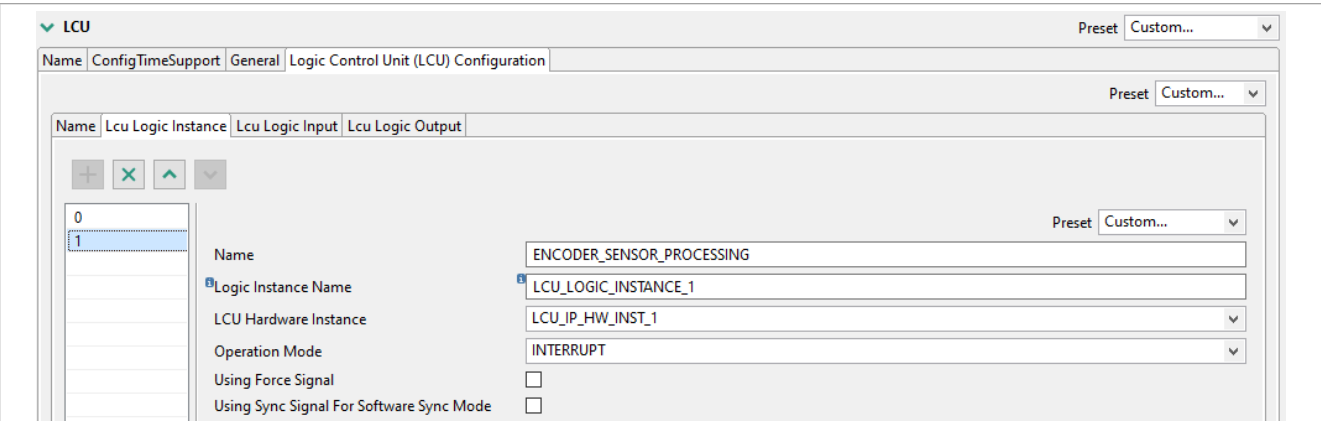 LCU Preset Custom...
Name ConfigTimeSupport General Logic Control Unit (LCU) Configuration
Preset Custom...
Name Lcu Logic Instance Lcu Logic Input Lcu Logic Output
0
Preset Custom...
1
Name ENCODER_SENSOR_PROCESSING
Logic Instance Name LCU_LOGIC_INSTANCE_1
LCU Hardware Instance LCU_IP_HW_INST_1
Operation Mode INTERRUPT
Using Force Signal
Using Sync Signal For Software Sync Mode